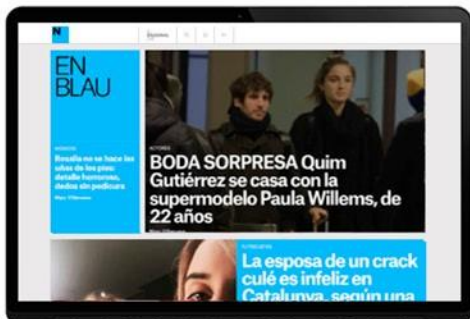 N
EN
BLAU
Rosalía no se hace las
uñas de los pies:
detalle horroroso,
dedos sin pedicura
ACTORES
BODA SORPRESA Quim
Gutiérrez se casa con la
supermodelo Paula Willems, de
22 años
La esposa de un crack
culé es infeliz en
Catalunya, según una